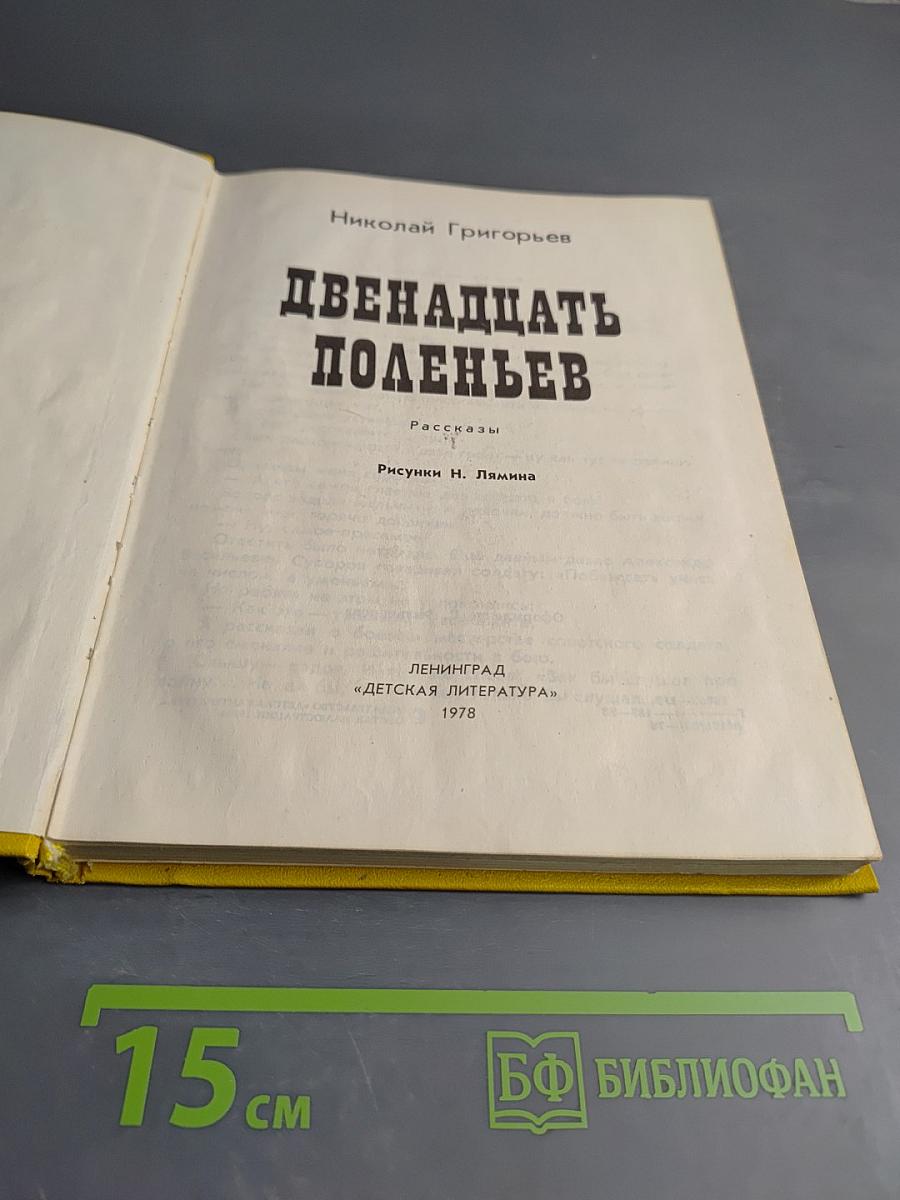 Николай Григорьев
ДВЕНАДЦАТЬ
ПОЛЕНЬЕВ
Рассказы
Рисунки Н. Лямина
ЛЕНИНГРАД
«ДЕТСКАЯ ЛИТЕРАТУРА»
1978
15 см
БФ БИБЛИОФАН